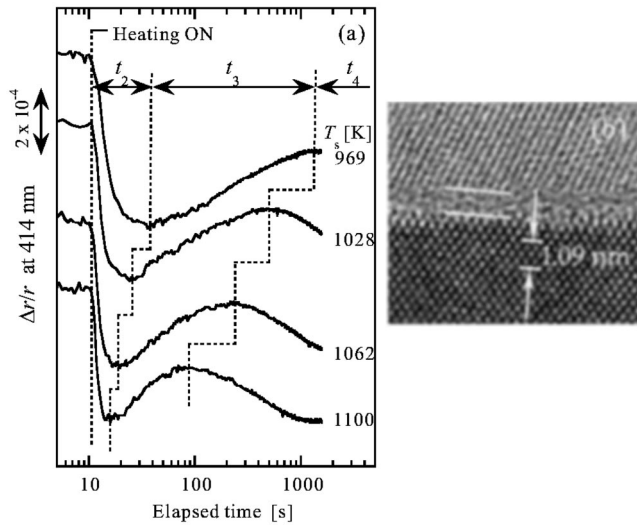 Heating ON
(a)
t2
t3
t4
2 x 10-4
Ts [K]
969
1028
1062
1100
Δr/r at 414 nm
10
100
1000
Elapsed time [s]
(b)
1.09 nm